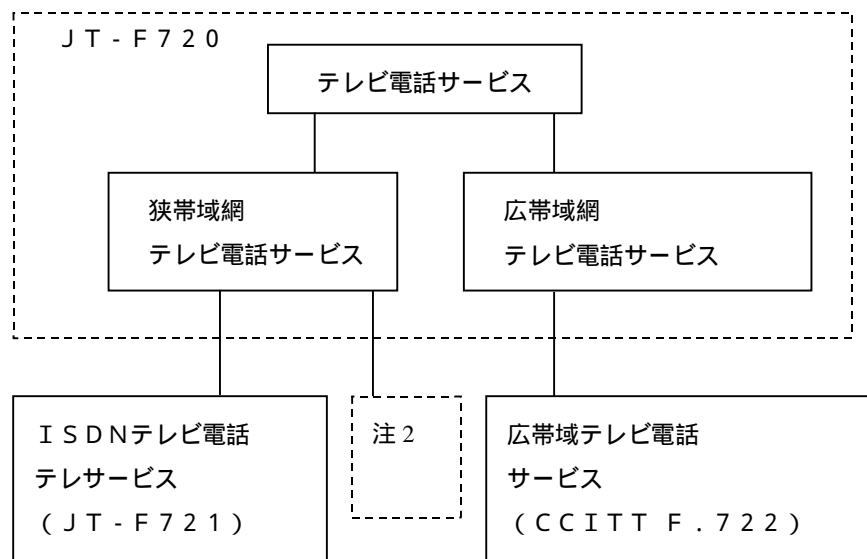 ＪＴ－Ｆ７２０
テレビ電話サービス
狭帯域網
テレビ電話サービス
広帯域網
テレビ電話サービス
ＩＳＤＮテレビ電話
テレサービス
（ＪＴ－Ｆ７２１）
注２
広帯域テレビ電話
サービス
（ＣＣＩＴＴ Ｆ．７２２）